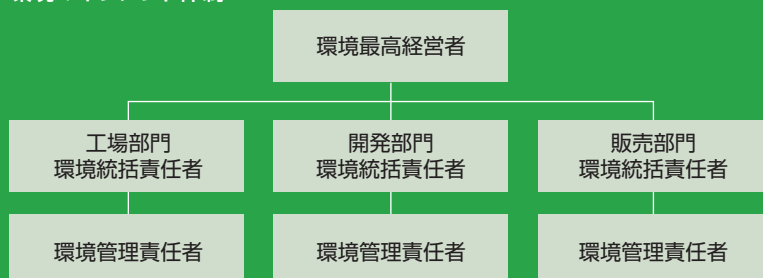 環境最高経営者
工場部門
環境統括責任者
開発部門
環境統括責任者
販売部門
環境統括責任者
環境管理責任者
環境管理責任者
環境管理責任者